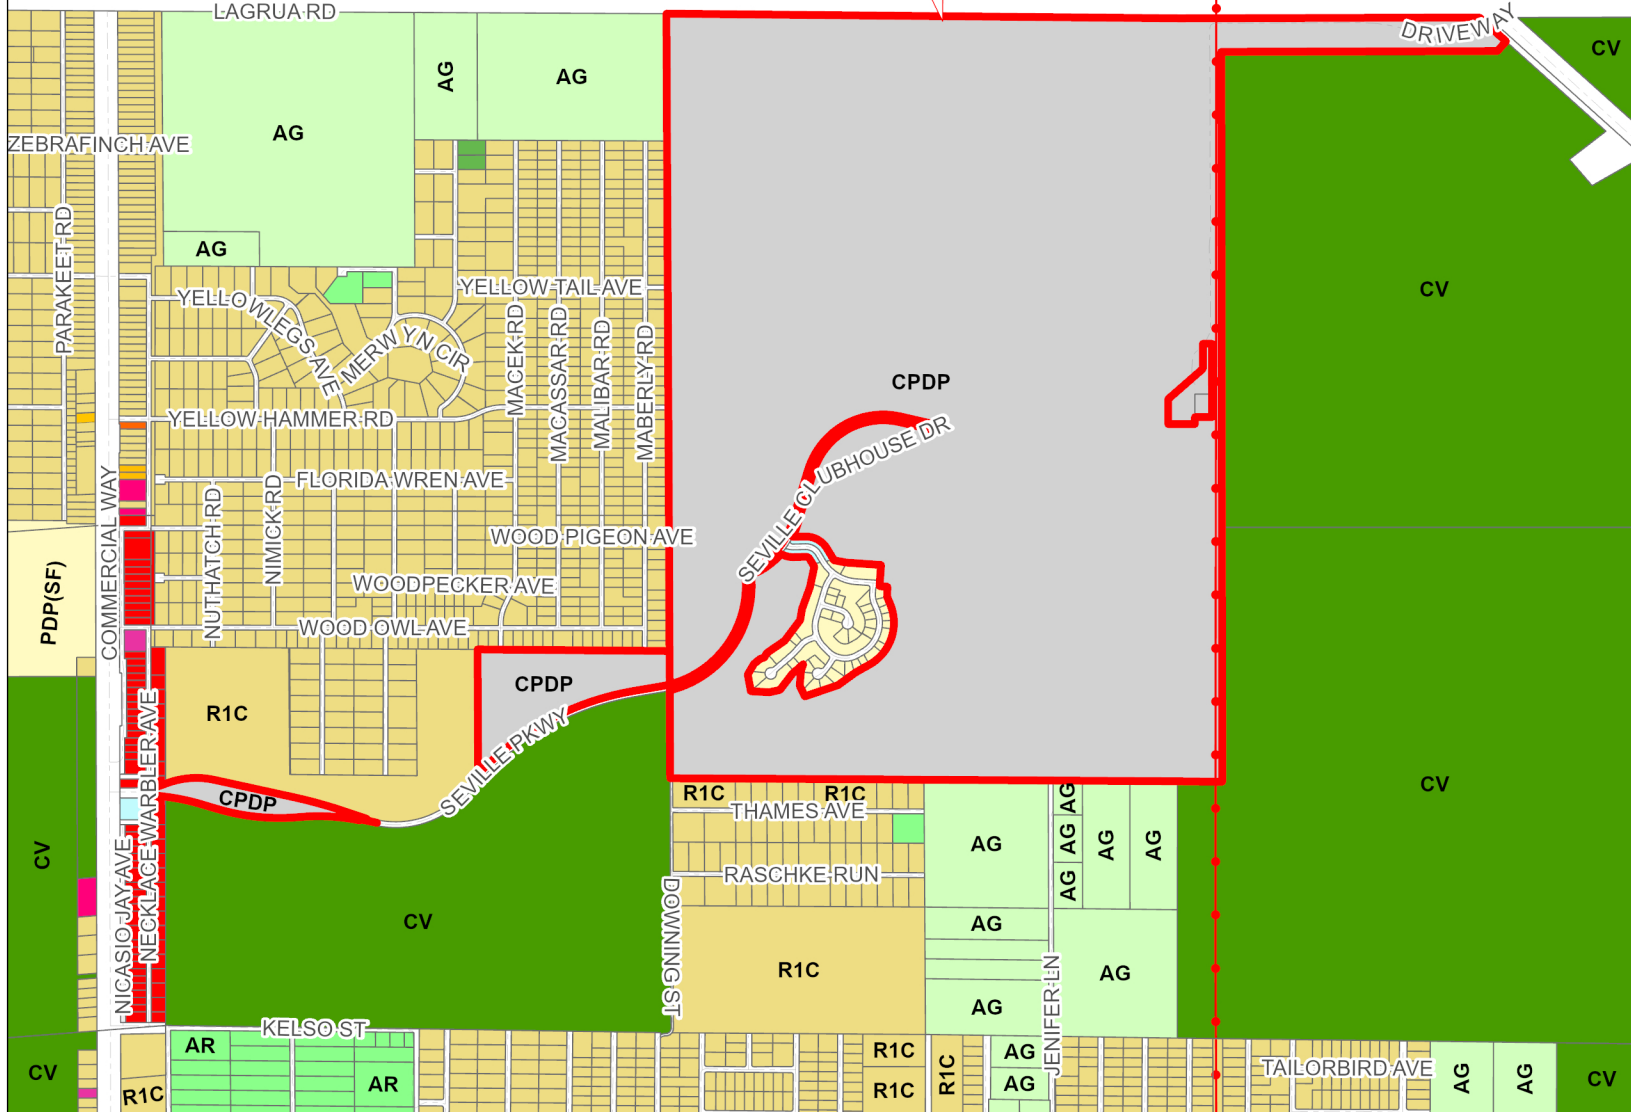 LAGRUA RD
DRIVEWAY
CV
AG
AG
AG
ZEBRAFINCH AVE
AG
PARAKEET RD
YELLOWLEGS AVE
MERWYN CIR
YELLOW TAIL AVE
MACEK RD
MACASSAR RD
MALIBAR RD
MABERLY RD
CV
CPDP
YELLOW HAMMER RD
SEVILLE CLUBHOUSE DR
FLORIDA WREN AVE
COMMERCIAL WAY
NUTHATCH RD
NIMICK RD
WOOD PIGEON AVE
WOODPECKER AVE
PDP(SF)
WOOD OWL AVE
CPDP
R1C
NECKLACE WARBLER AVE
SEVILLE PKWY
CPDP
R1C
R1C
THAMES AVE
AG
CV
CV
NICASIO JAY AVE
AG
AG
AG
AG
AG
RASCHKE RUN
CV
DOWNING ST
AG
R1C
AG
AG
JENIFER LN
KELSO ST
AR
AR
R1C
R1C
R1C
AG
AG
TAILORBIRD AVE
AG
AG
CV
CV
R1C